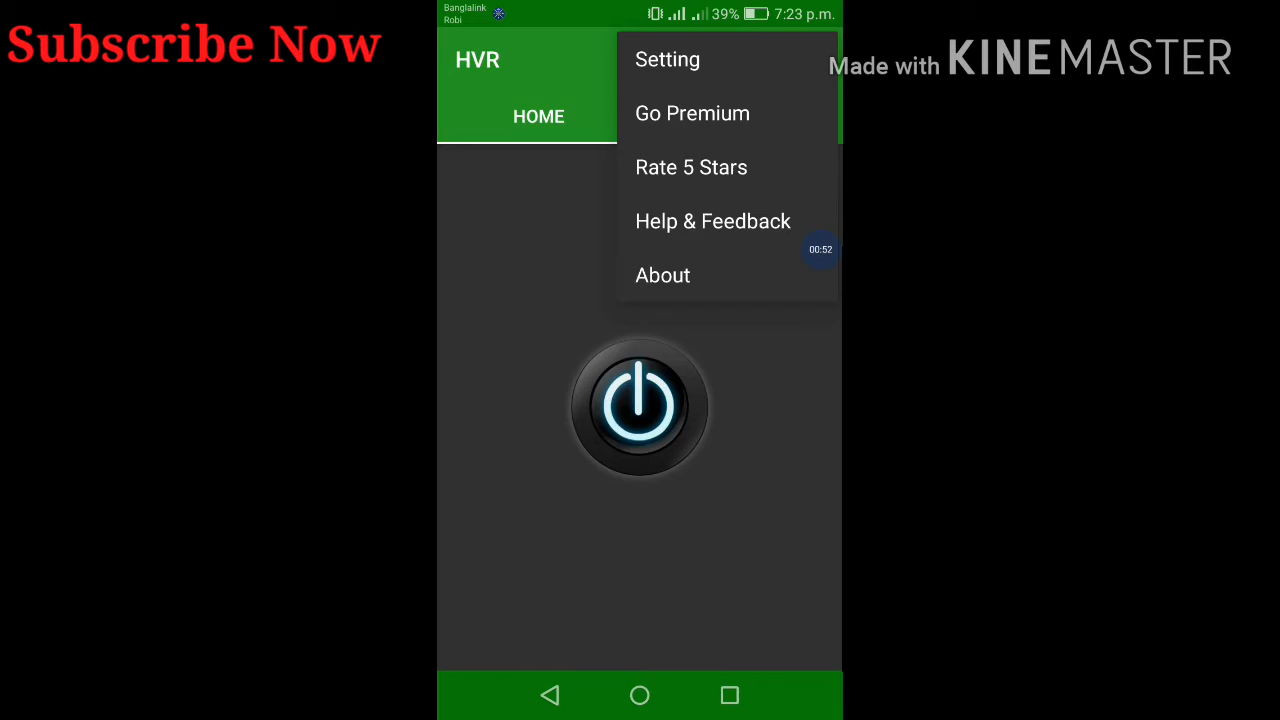 Subscribe Now
Banglalink
Robi
39%
7:23 p.m.
HVR
HOME
Setting
Go Premium
Rate 5 Stars
Help & Feedback
About
00:52
Made with KINEMASTER